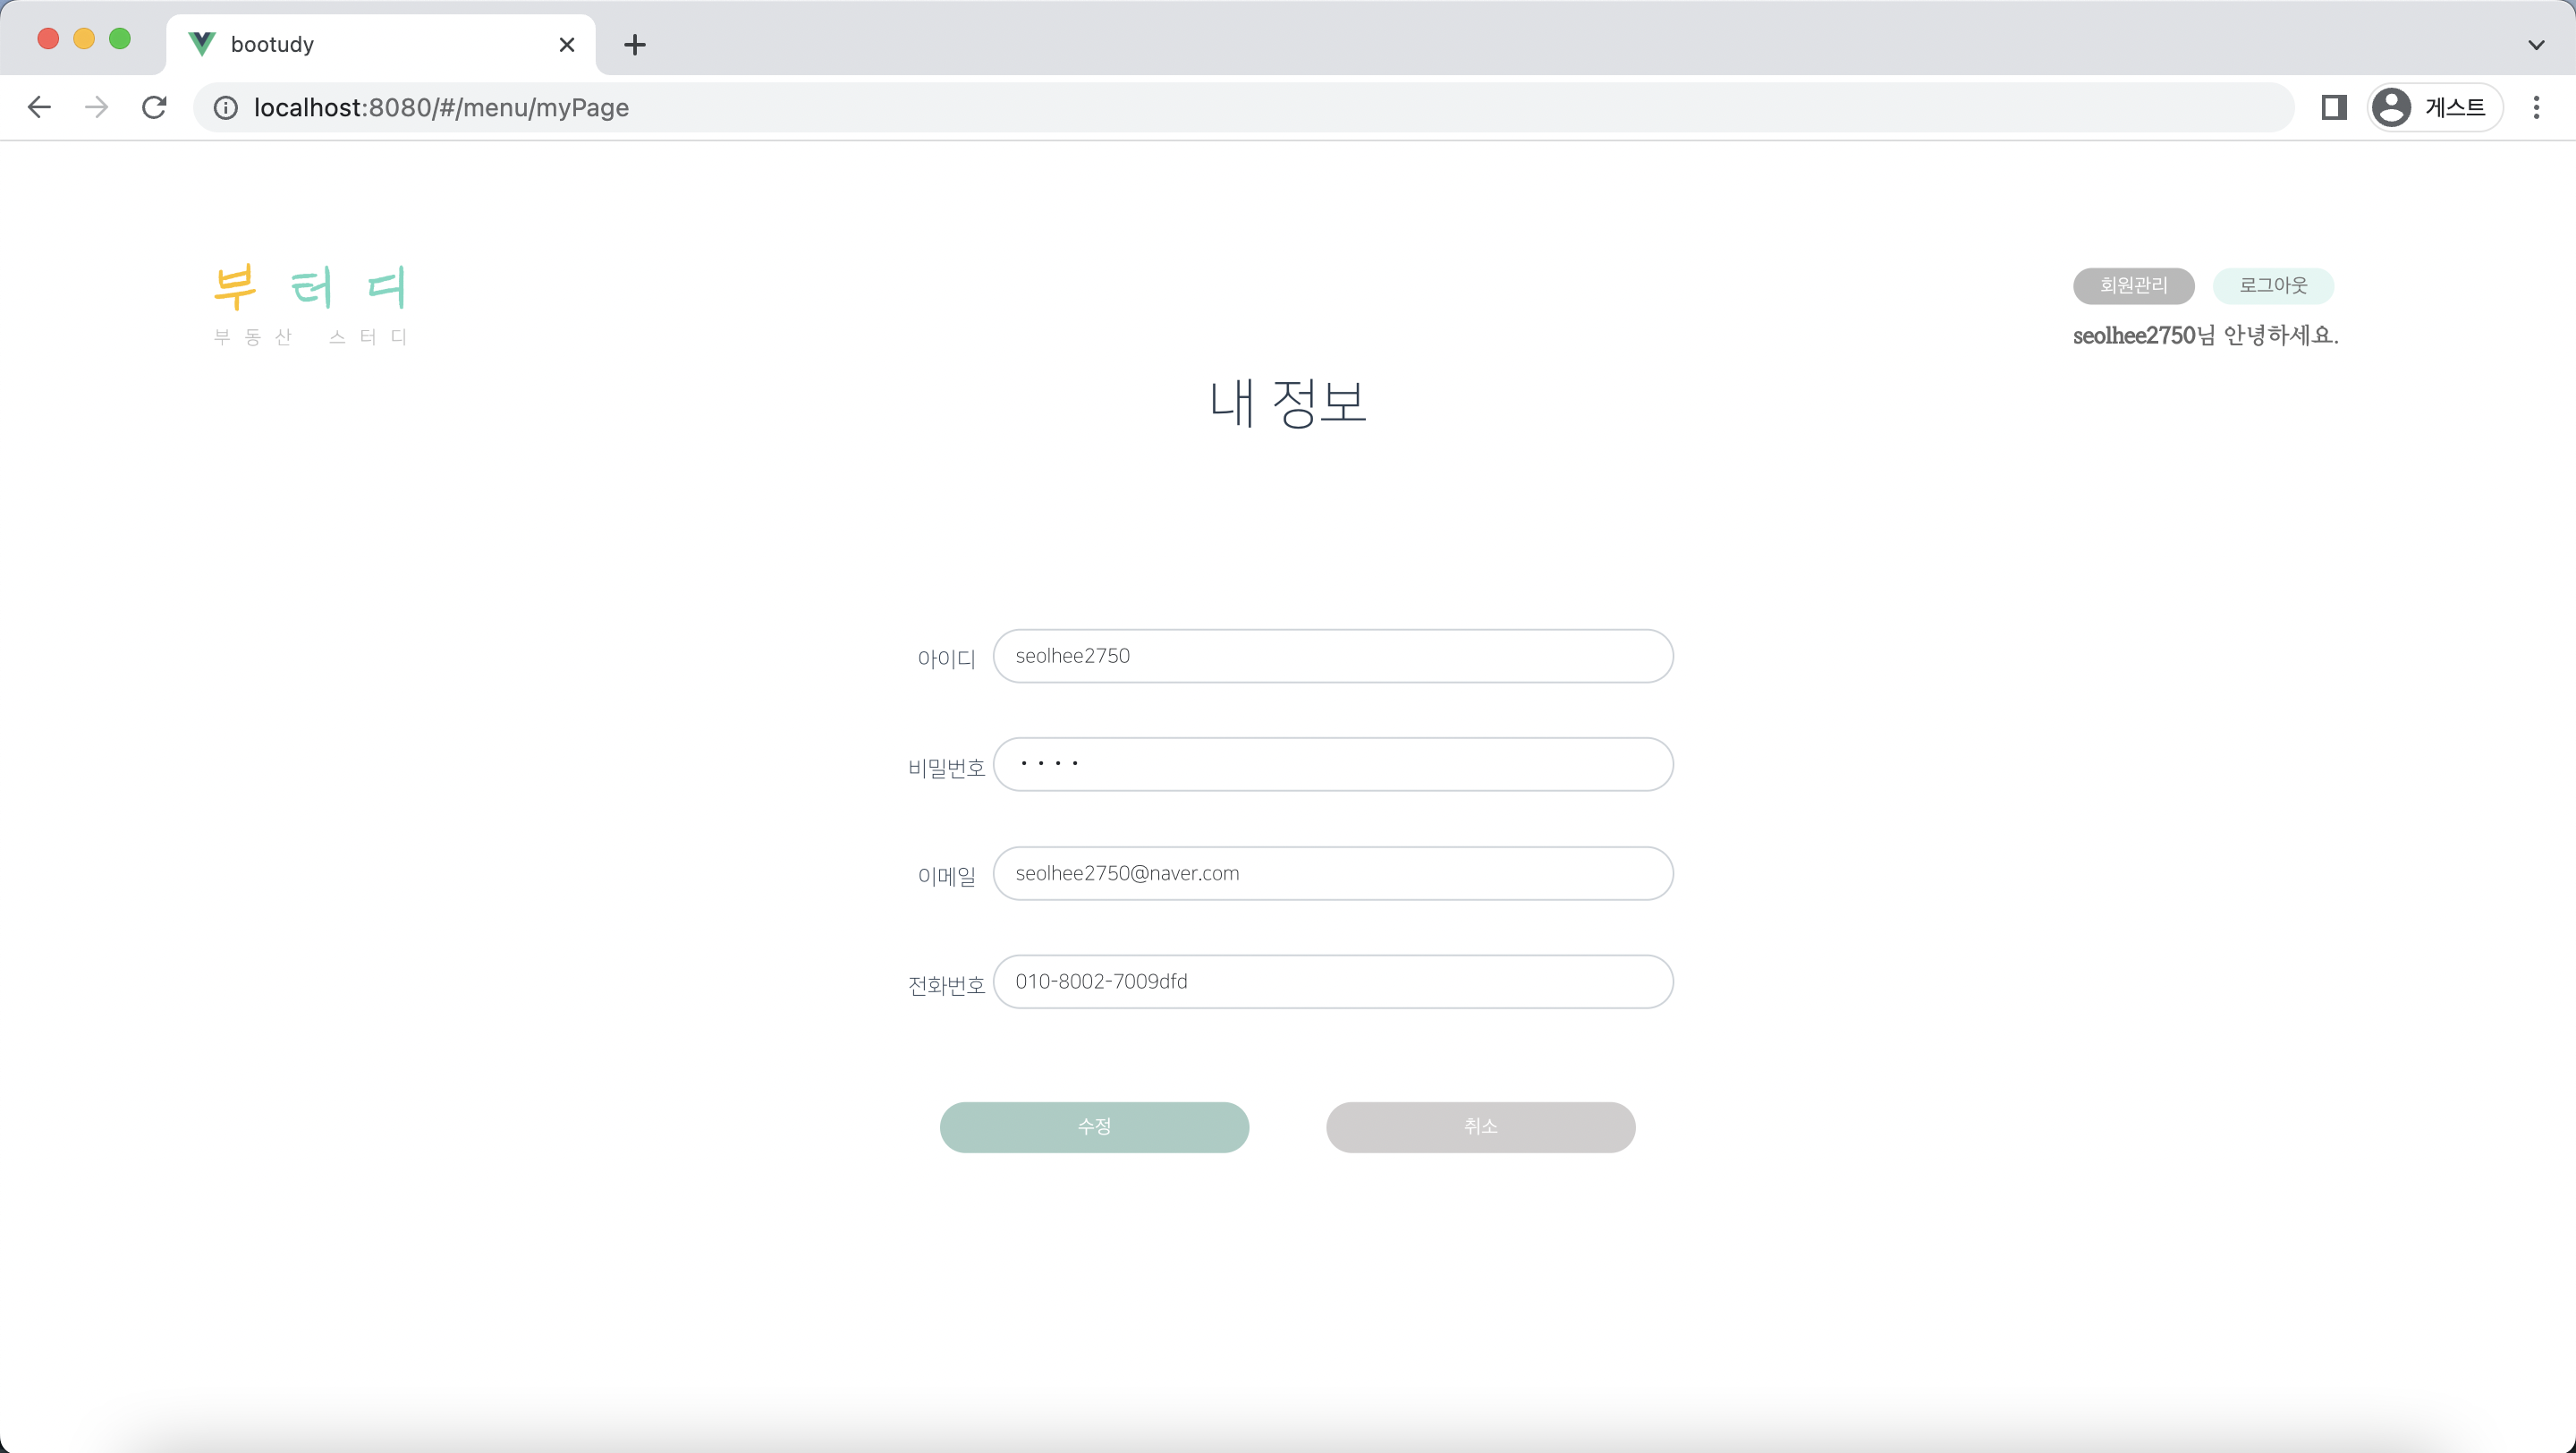 bootudy
localhost:8080/#/menu/myPage
게스트
부터디
부동산 스터디
회원관리
로그아웃
seolhee2750님 안녕하세요.
내 정보
아이디
seolhee2750
비밀번호
••••
이메일
seolhee2750@naver.com
전화번호
010-8002-7009dfd
수정
취소